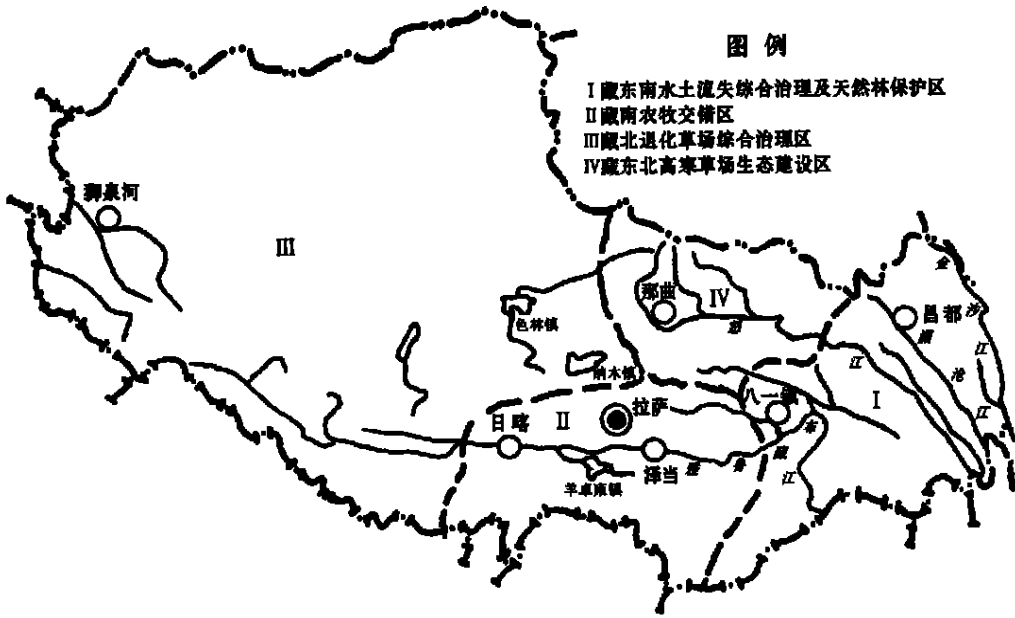 图例
Ⅰ藏东南水土流失综合治理及天然林保护区
Ⅱ藏南农牧交错区
Ⅲ藏北退化草场综合治理区
Ⅳ藏东北高寒草场生态建设区
狮泉河
Ⅲ
那曲
Ⅳ
色林镇
纳木镇
怒
江
金
沙
江
昌都
澜
沧
江
Ⅰ
八一镇
日喀
Ⅱ
拉萨
泽当
羊卓雍镇
雅
鲁
藏
布
江